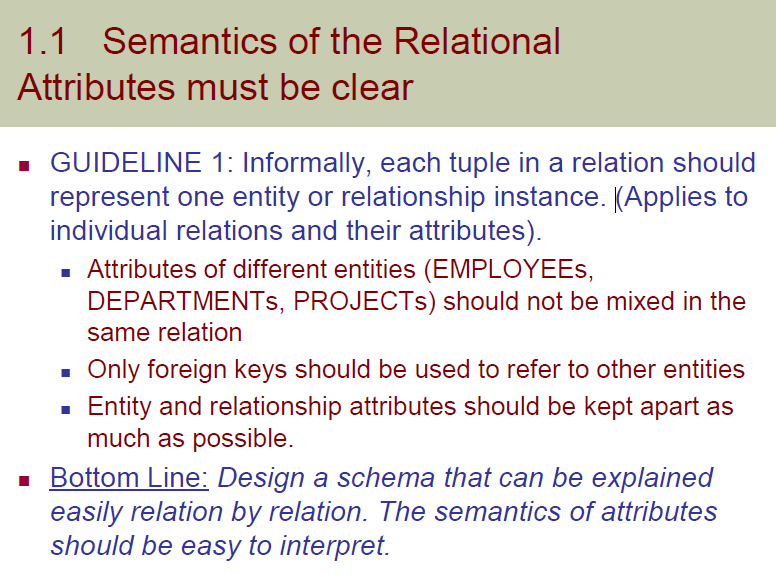 1.1 Semantics of the Relational
Attributes must be clear
GUIDELINE 1: Informally, each tuple in a relation should
represent one entity or relationship instance. (Applies to
individual relations and their attributes).
Attributes of different entities (EMPLOYEEs,
DEPARTMENTs, PROJECTs) should not be mixed in the
same relation
Only foreign keys should be used to refer to other entities
Entity and relationship attributes should be kept apart as
much as possible.
Bottom Line: Design a schema that can be explained
easily relation by relation. The semantics of attributes
should be easy to interpret.